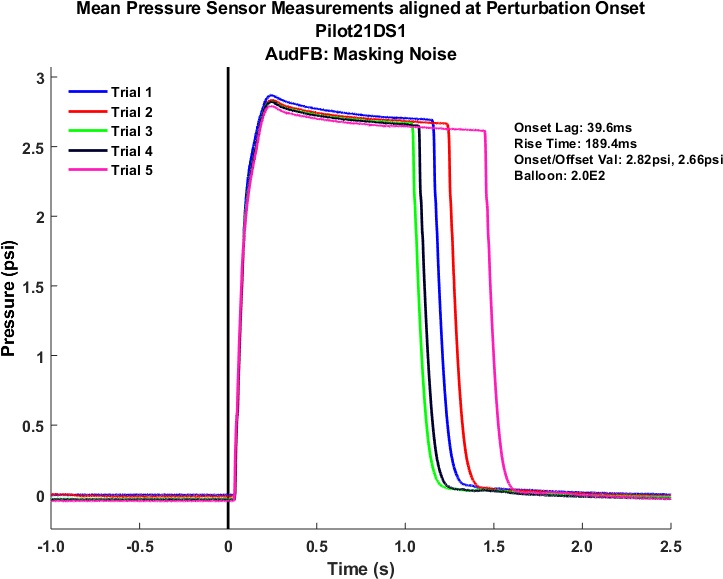 Mean Pressure Sensor Measurements aligned at Perturbation Onset
Pilot21DS1
AudFB: Masking Noise
Trial 1
Trial 2
Trial 3
Trial 4
Trial 5
Onset Lag: 39.6ms
Rise Time: 189.4ms
Onset/Offset Val: 2.82psi, 2.66psi
Balloon: 2.0E2
Pressure (psi)
3
2.5
2
1.5
1
0.5
0
-1.0 -0.5 0 0.5 1.0 1.5 2.0 2.5
Time (s)